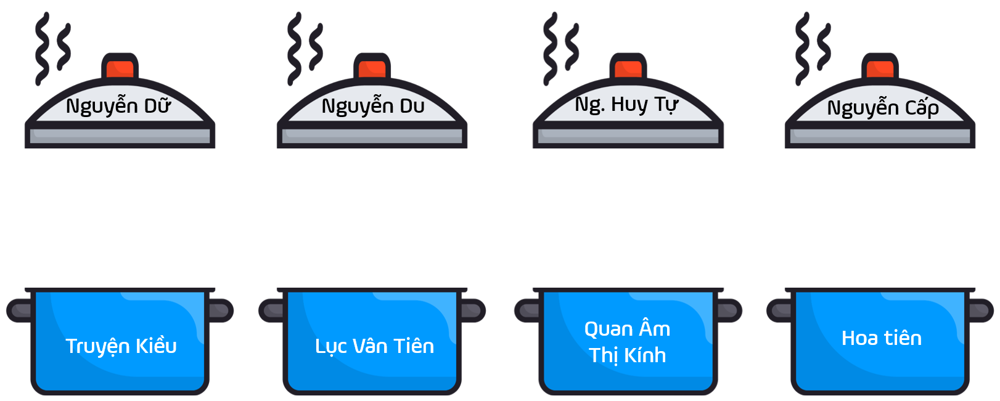 Nguyễn Dữ
Nguyễn Du
Ng. Huy Tự
Nguyễn Cấp
Truyện Kiều
Lục Vân Tiên
Quan Âm
Thị Kính
Hoa tiên